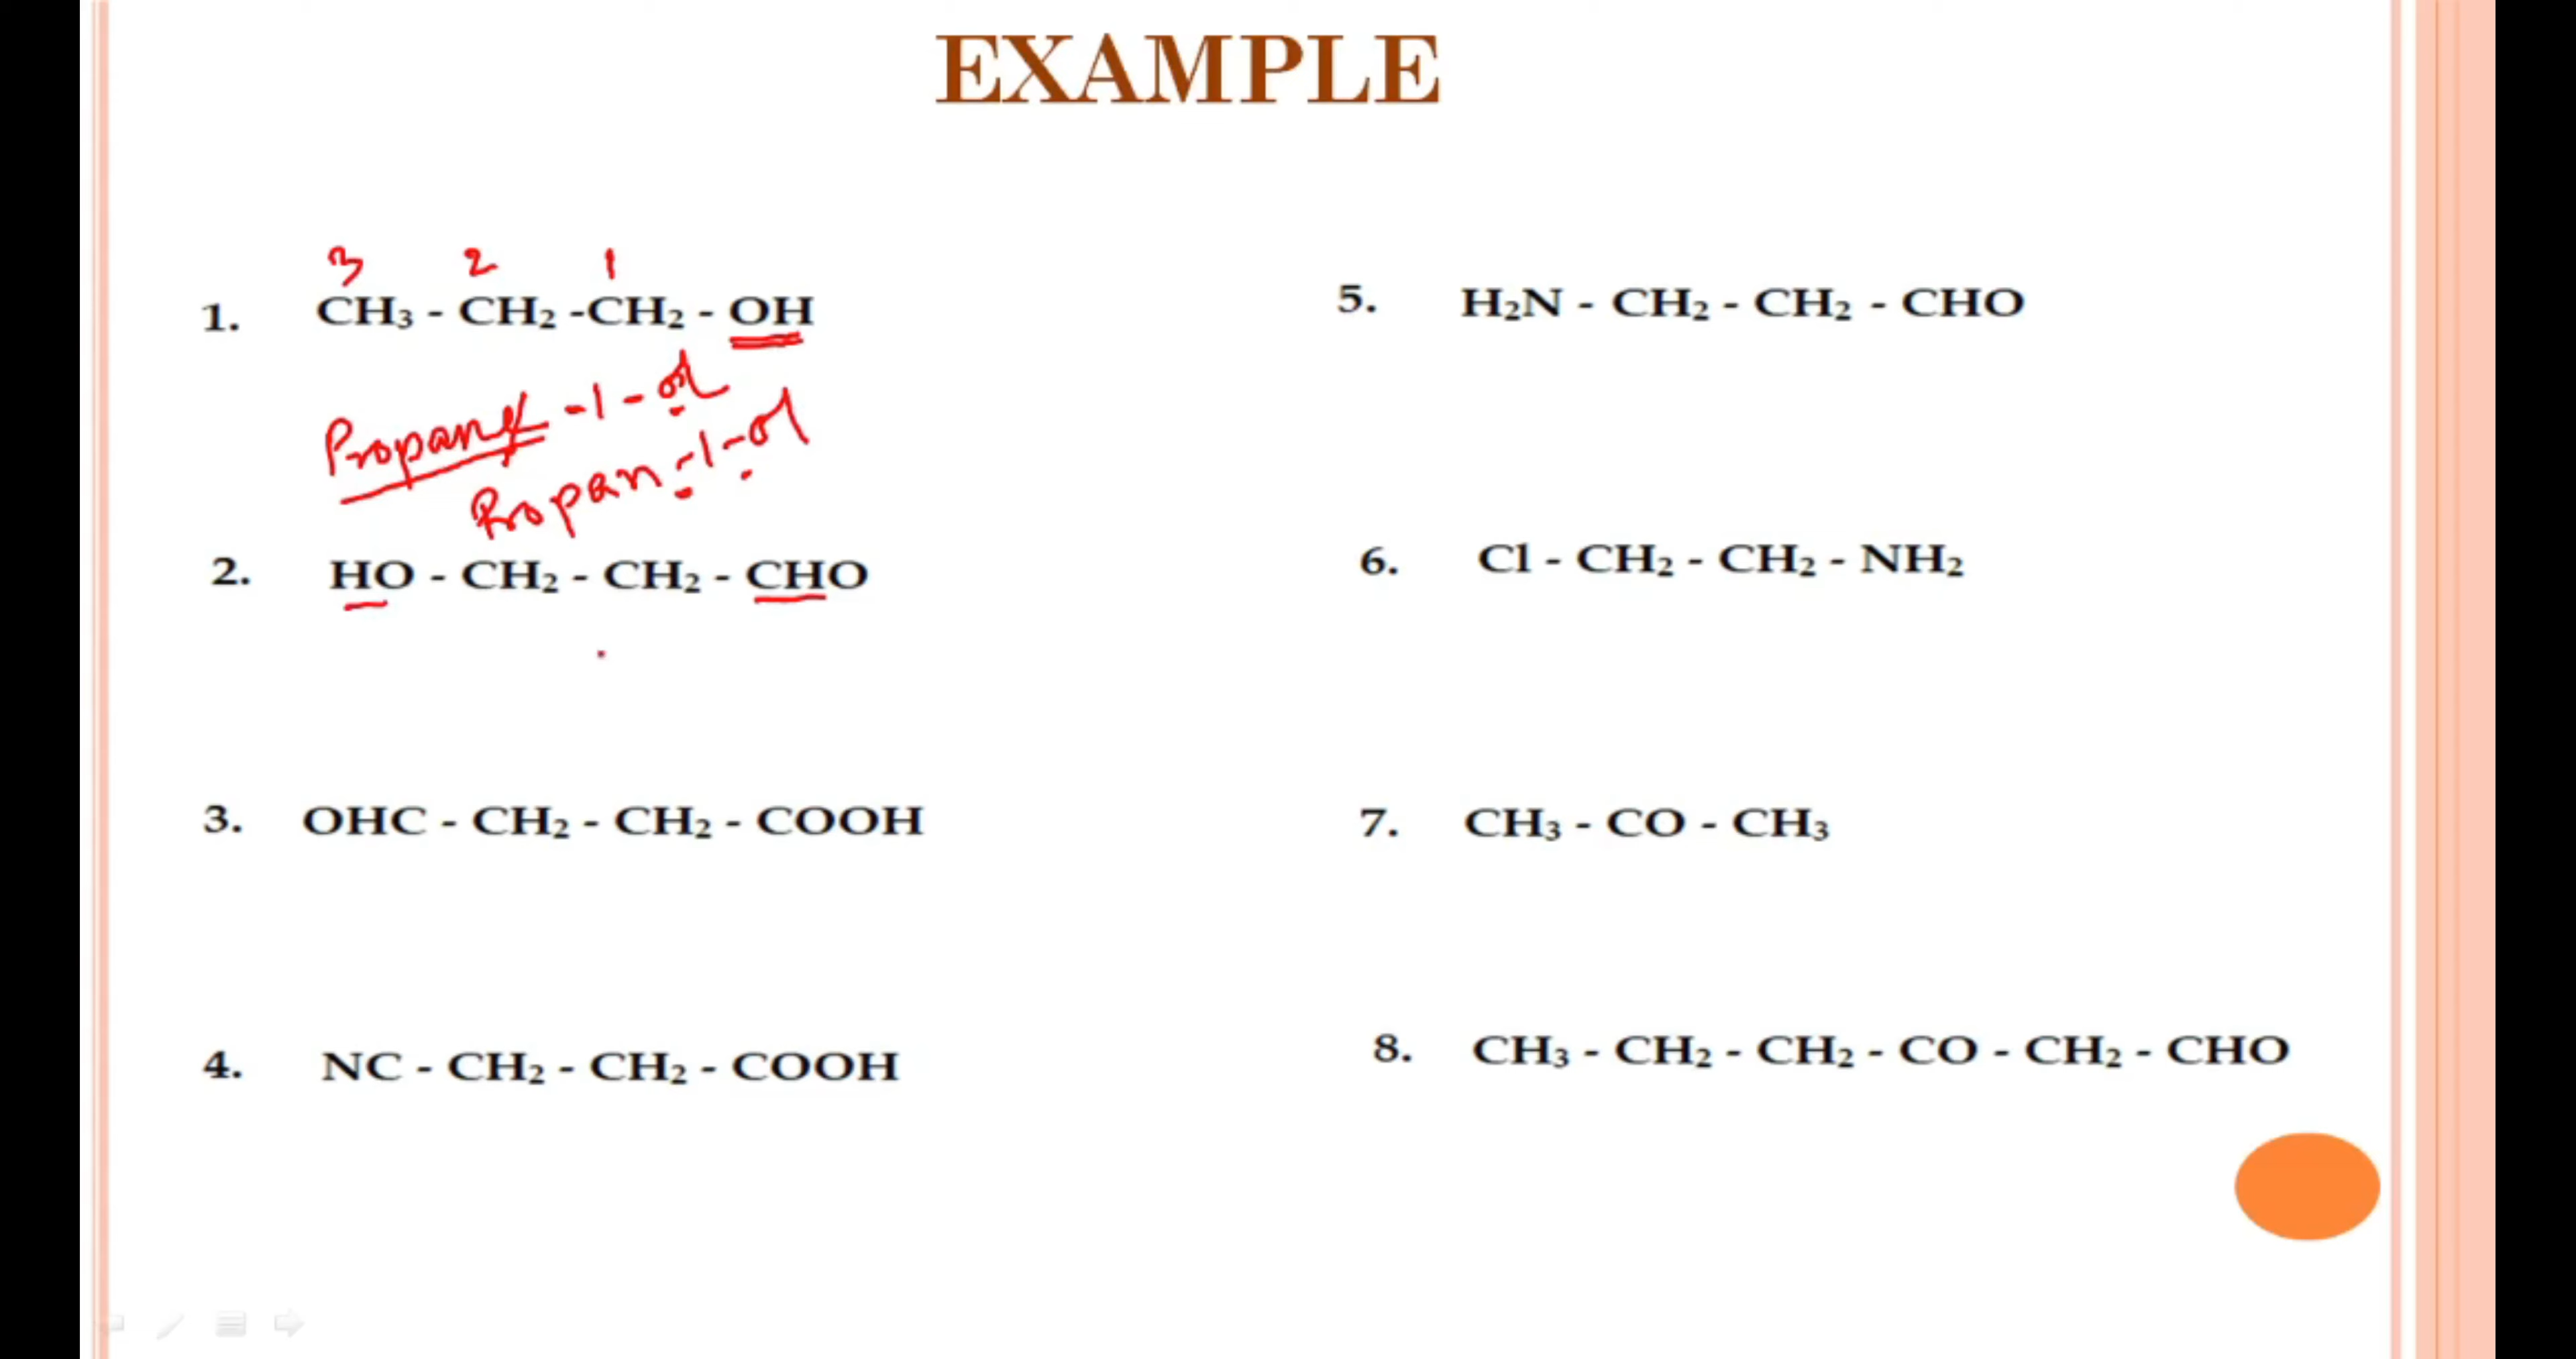 EXAMPLE
3 2 1
1. CH₃ - CH₂ -CH₂ - OH
Propane -1-ol
Propan-1-ol
2. HO - CH₂ - CH₂ - CHO
3. OHC - CH₂ - CH₂ - COOH
4. NC - CH₂ - CH₂ - COOH
5. H₂N - CH₂ - CH₂ - CHO
6. Cl - CH₂ - CH₂ - NH₂
7. CH₃ - CO - CH₃
8. CH₃ - CH₂ - CH₂ - CO - CH₂ - CHO